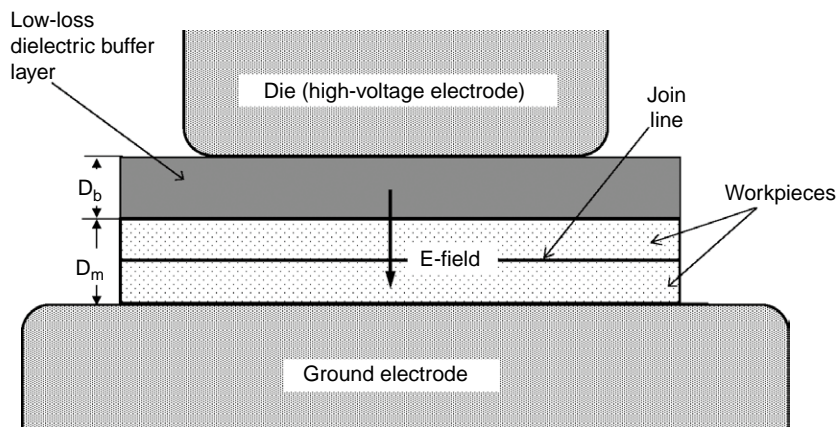 Low-loss
dielectric buffer
layer
Die (high-voltage electrode)
Join
line
D_b
Workpieces
E-field
D_m
Ground electrode